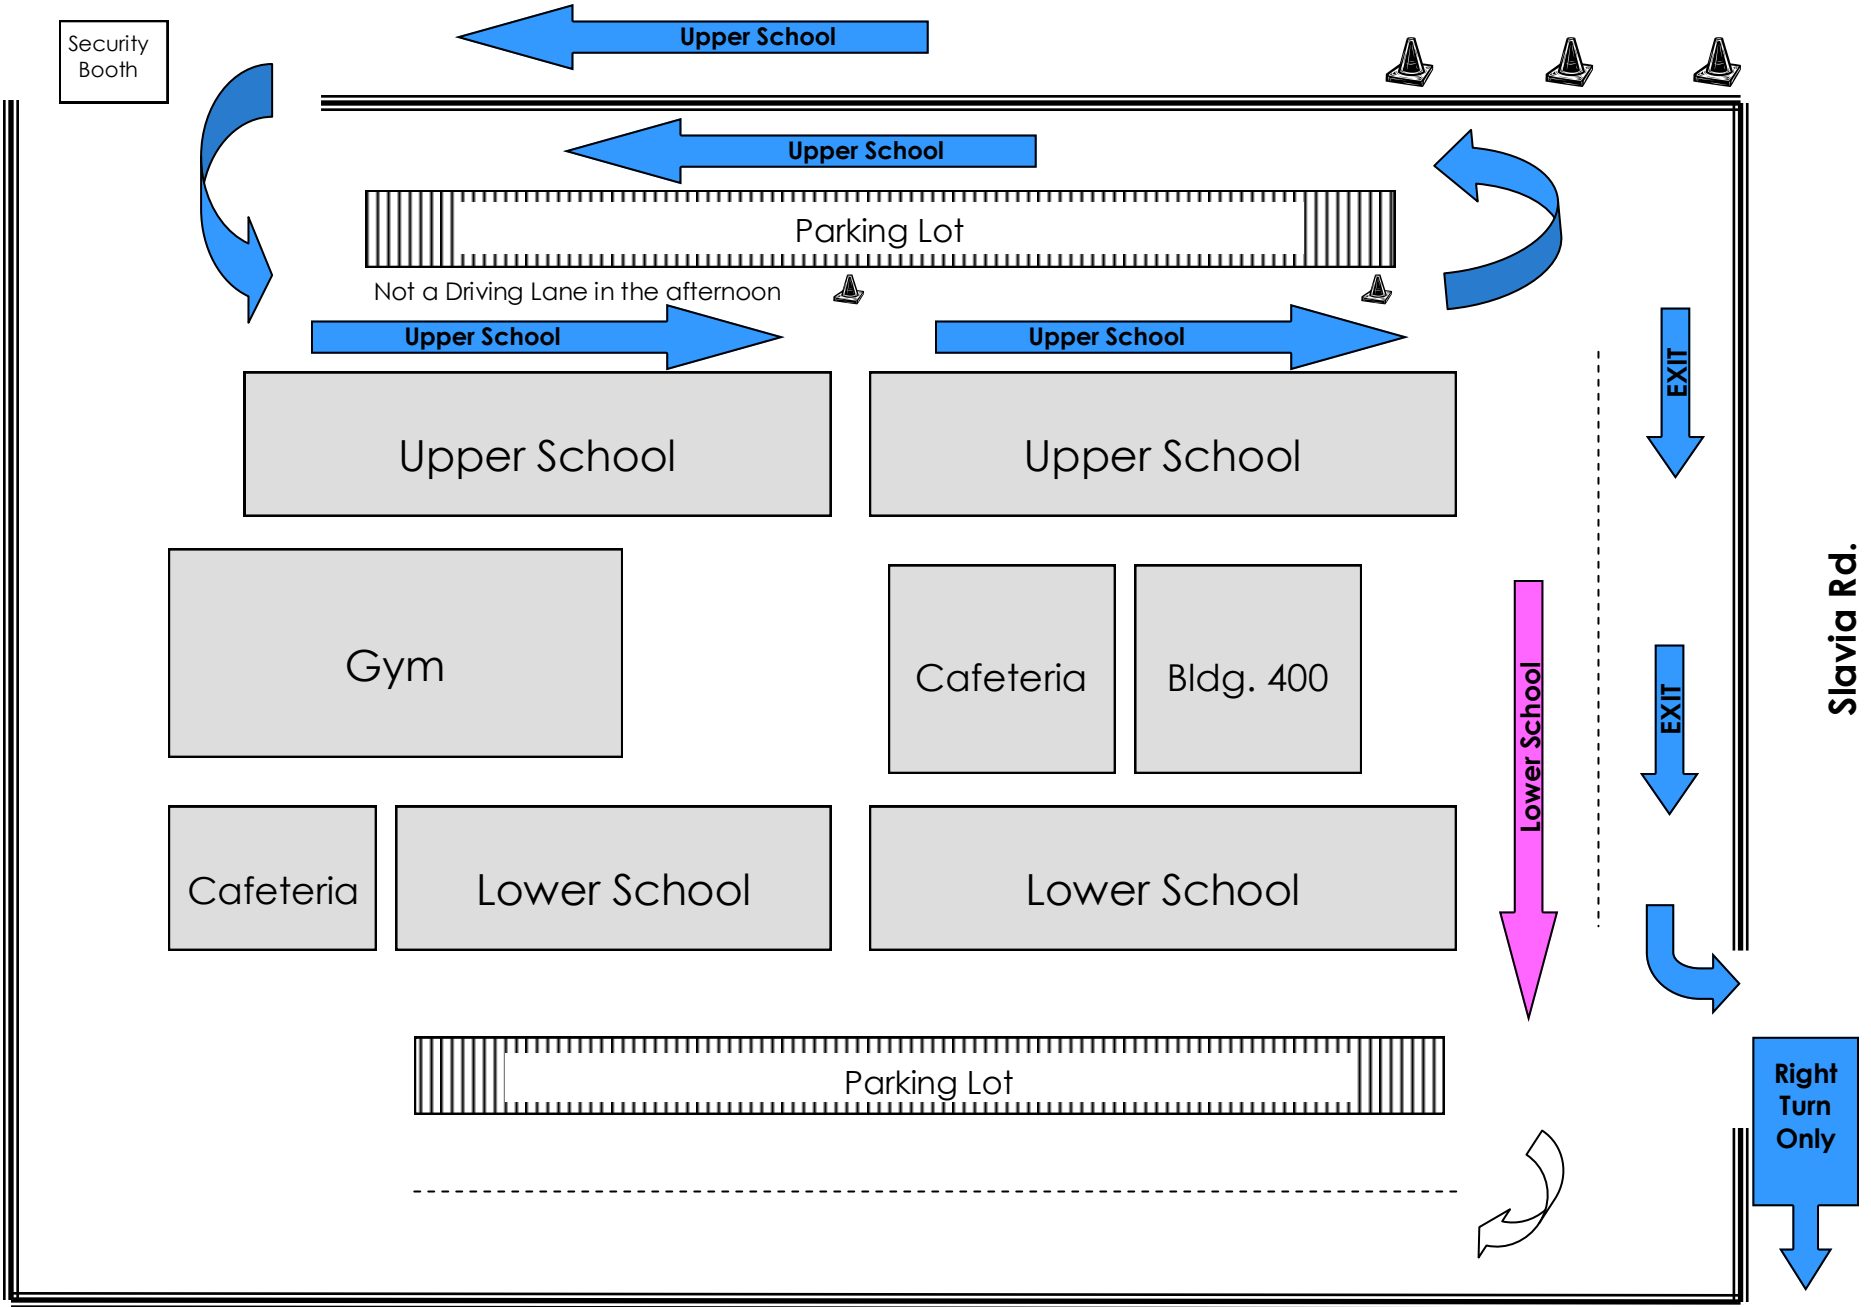 Security
Booth
Upper School
Upper School
Parking Lot
Not a Driving Lane in the afternoon
Upper School
Upper School
EXIT
Upper School
Upper School
Slavia Rd.
Gym
Cafeteria
Bldg. 400
Lower School
EXIT
Cafeteria
Lower School
Lower School
Parking Lot
Right
Turn
Only